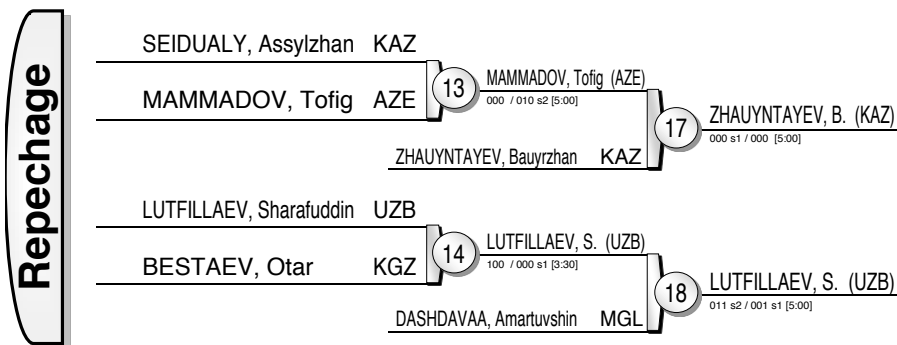 Repechage
SEIDUALY, Assylzhan KAZ
MAMMADOV, Tofig AZE
13
MAMMADOV, Tofig (AZE)
000 / 010 s2 [5:00]
ZHAUYNTAYEV, Bauyrzhan KAZ
17
ZHAUYNTAYEV, B. (KAZ)
000 s1 / 000 [5:00]
LUTFILLAEV, Sharafuddin UZB
BESTAEV, Otar KGZ
14
LUTFILLAEV, S. (UZB)
100 / 000 s1 [3:30]
DASHDAVAA, Amartuvshin MGL
18
LUTFILLAEV, S. (UZB)
011 s2 / 001 s1 [5:00]